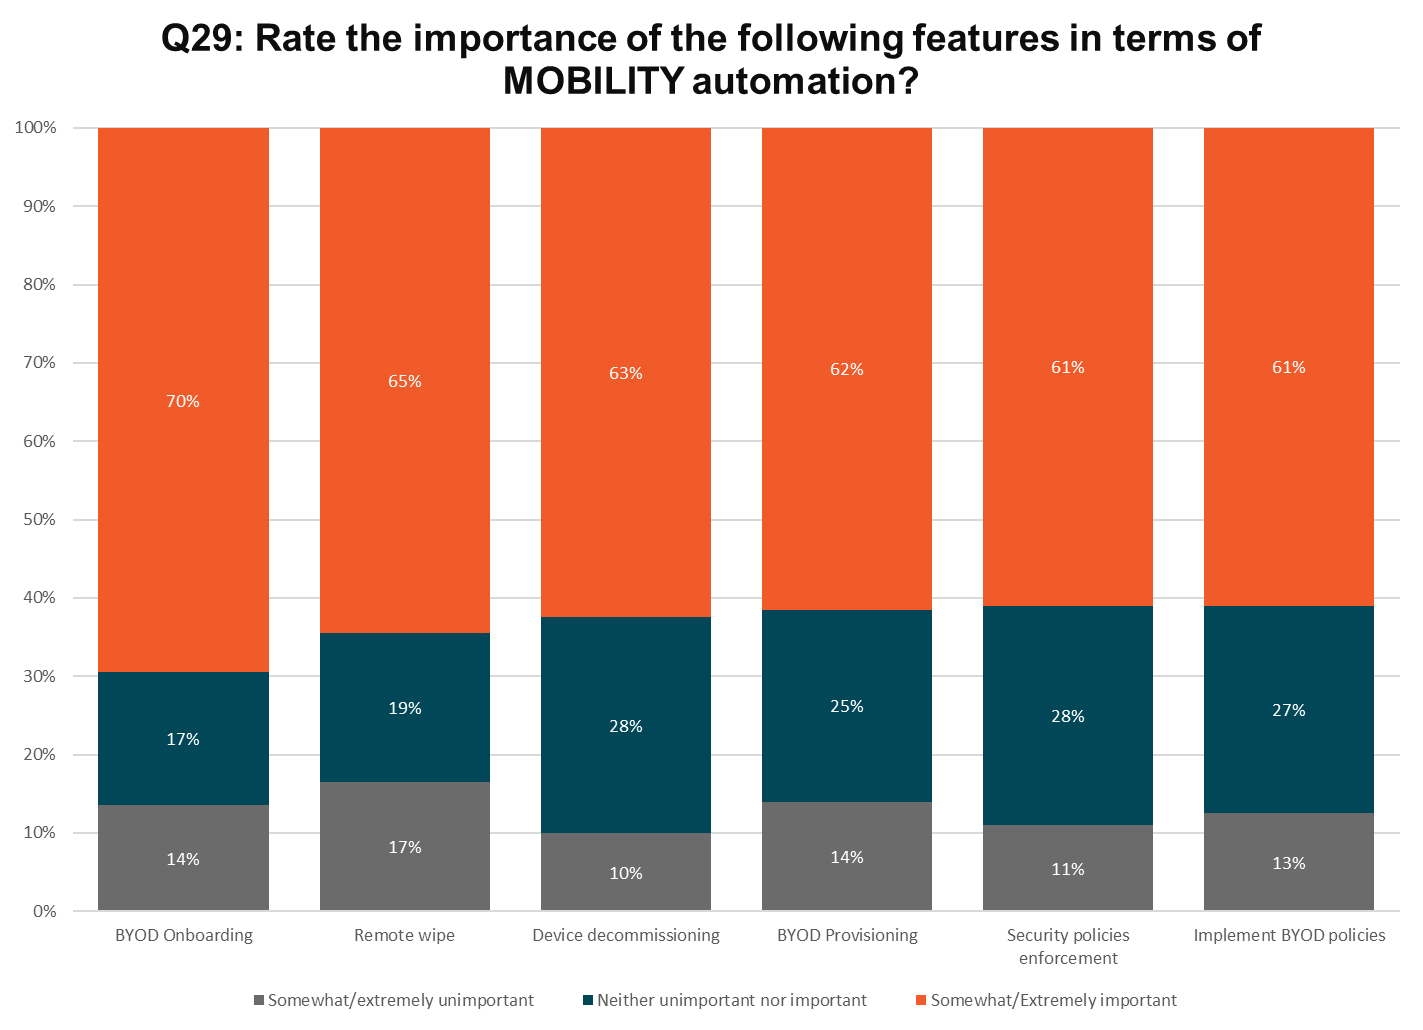 Q29: Rate the importance of the following features in terms of
MOBILITY automation?
100%
90%
80%
70%
60%
50%
40%
30%
20%
10%
0%
70%
17%
14%
65%
19%
17%
63%
28%
10%
62%
25%
14%
61%
28%
11%
61%
27%
13%
BYOD Onboarding
Remote wipe
Device decommissioning
BYOD Provisioning
Security policies
enforcement
Implement BYOD policies
Somewhat/extremely unimportant
Neither unimportant nor important
Somewhat/Extremely important